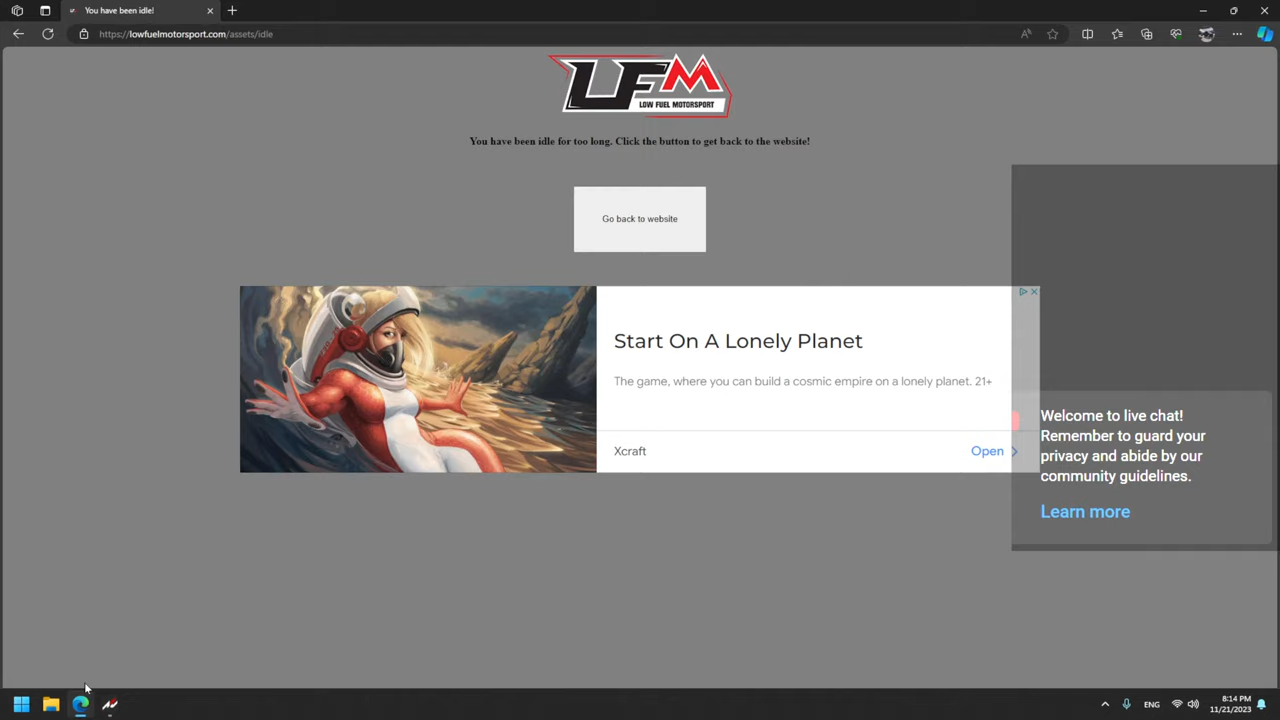 You have been idle!
https://lowfuelmotorsport.com/assets/idle
LFM
LOW FUEL MOTORSPORT
You have been idle for too long. Click the button to get back to the website!
Go back to website
Start On A Lonely Planet
The game, where you can build a cosmic empire on a lonely planet. 21+
Xcraft
Open
Welcome to live chat!
Remember to guard your
privacy and abide by our
community guidelines.
Learn more
ENG
8:14 PM
11/21/2023